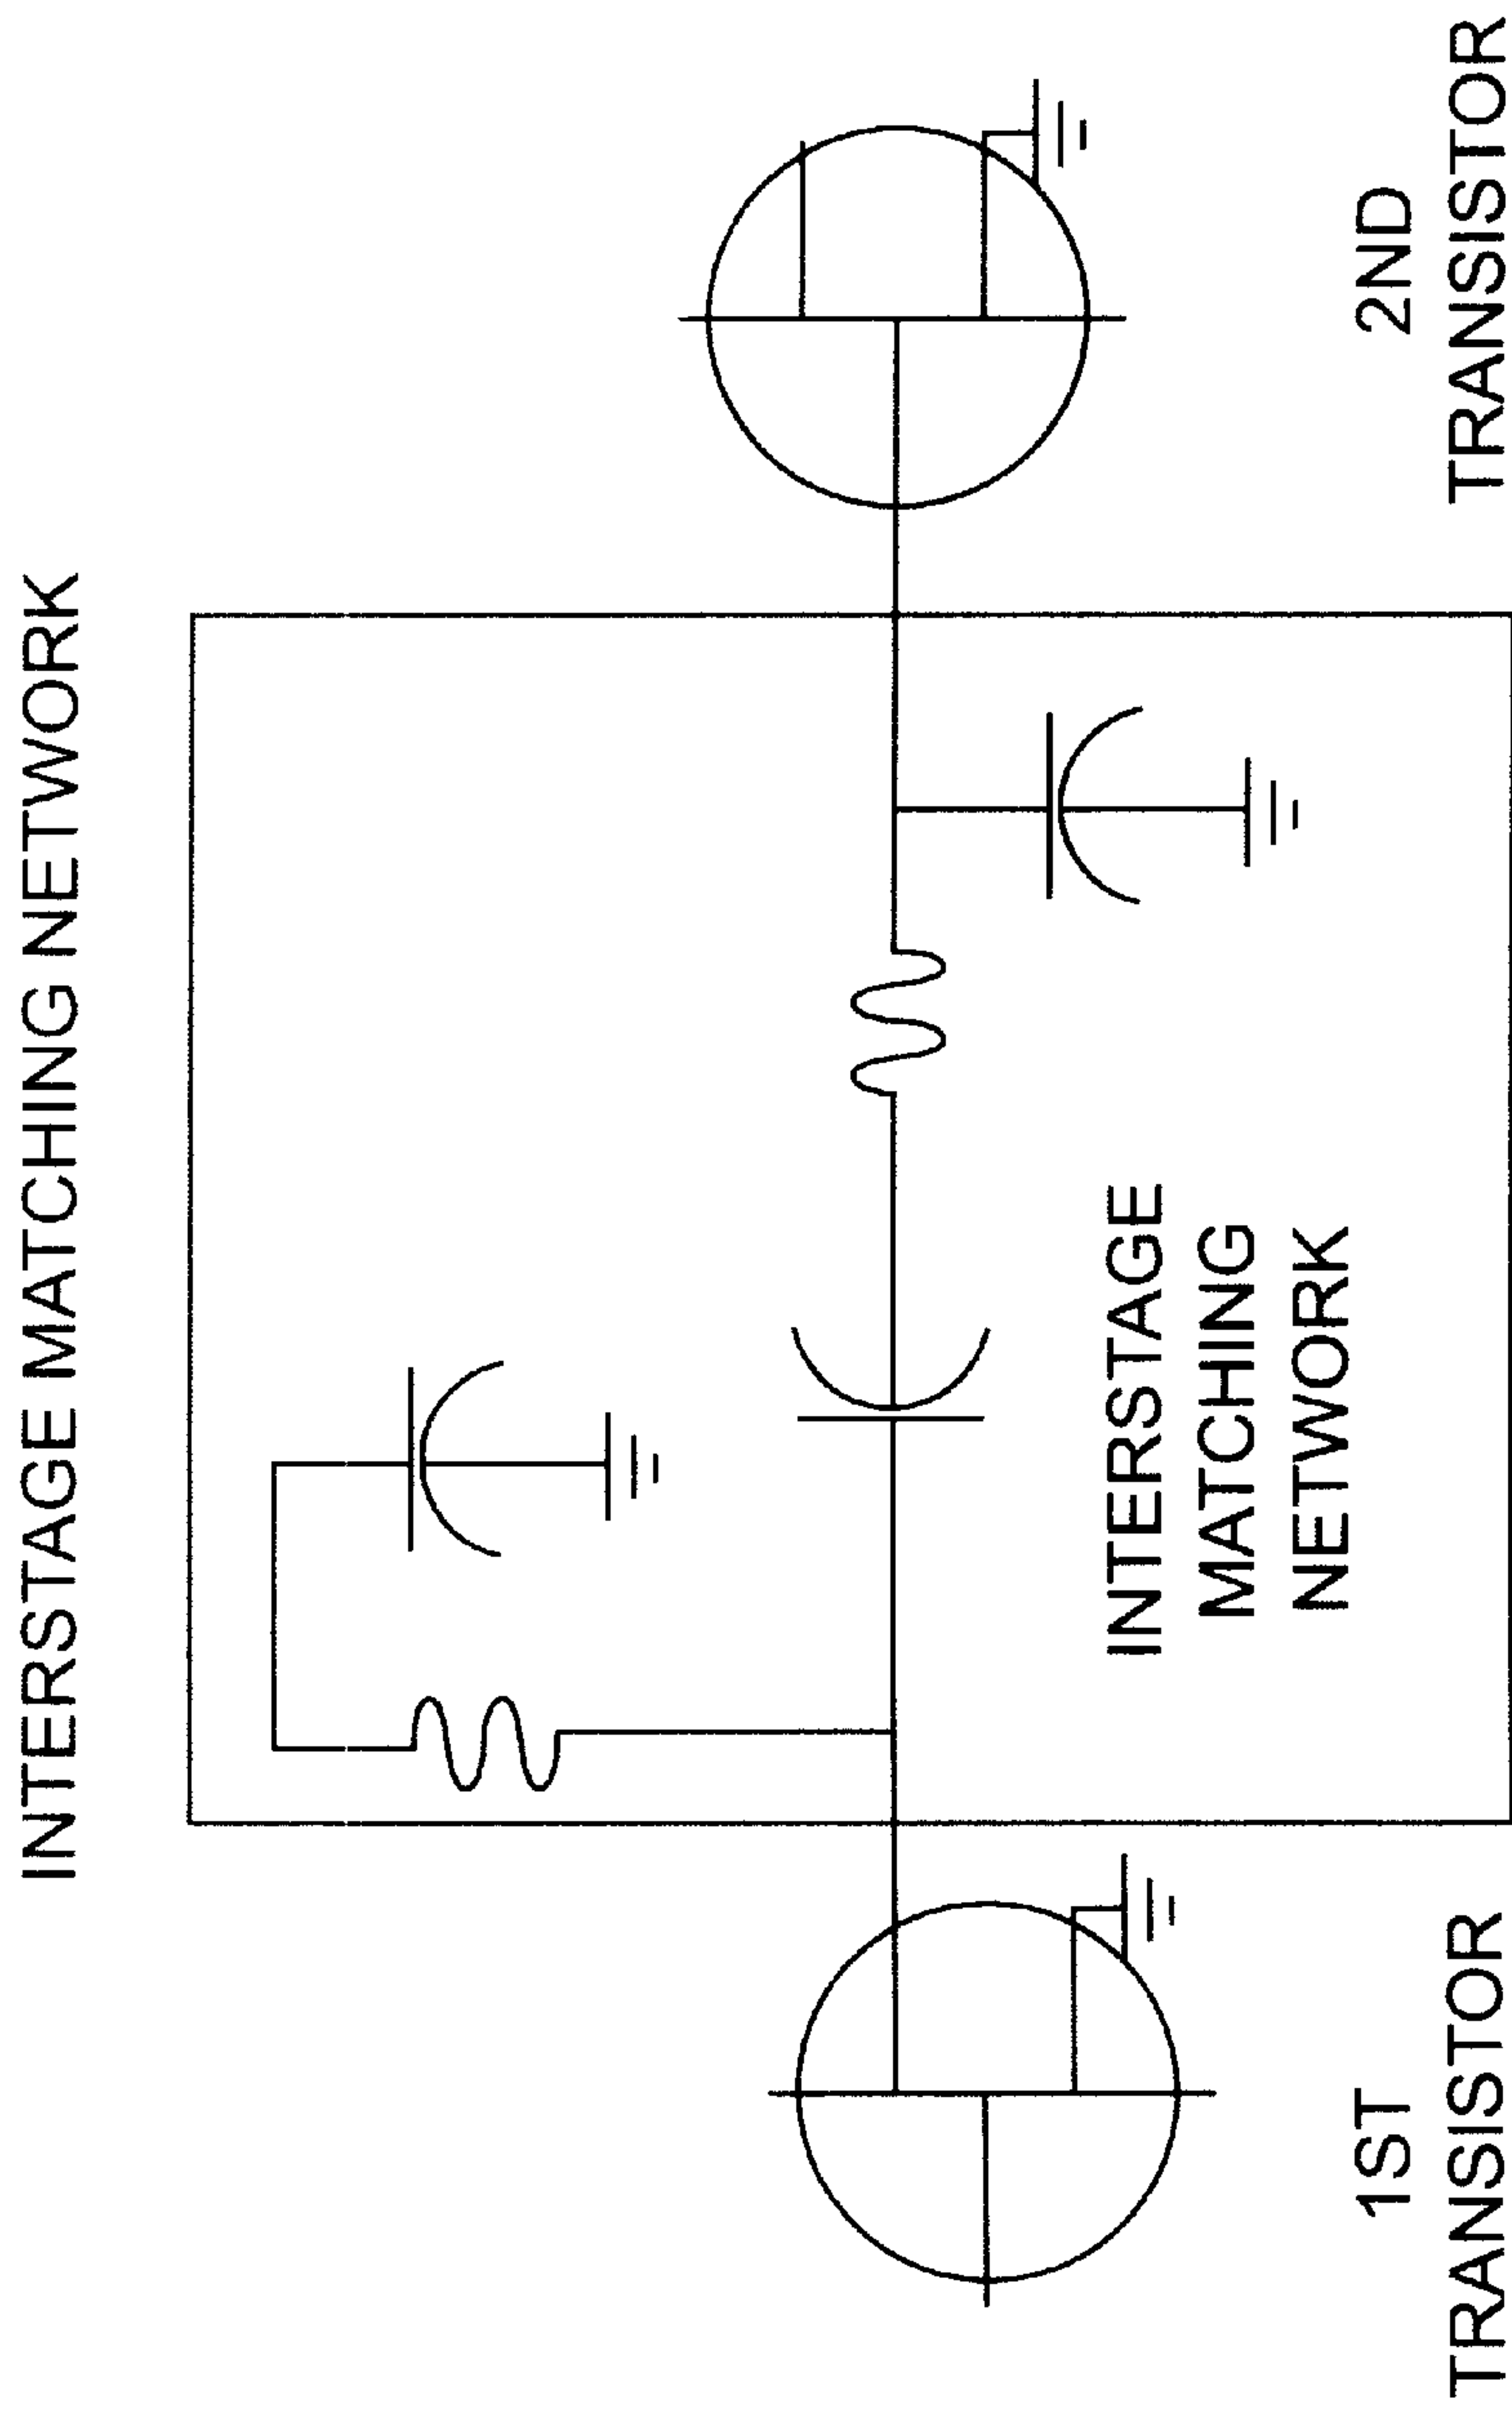 INTERSTAGE MATCHING NETWORK
INTERSTAGE
MATCHING
NETWORK
1ST
TRANSISTOR
2ND
TRANSISTOR